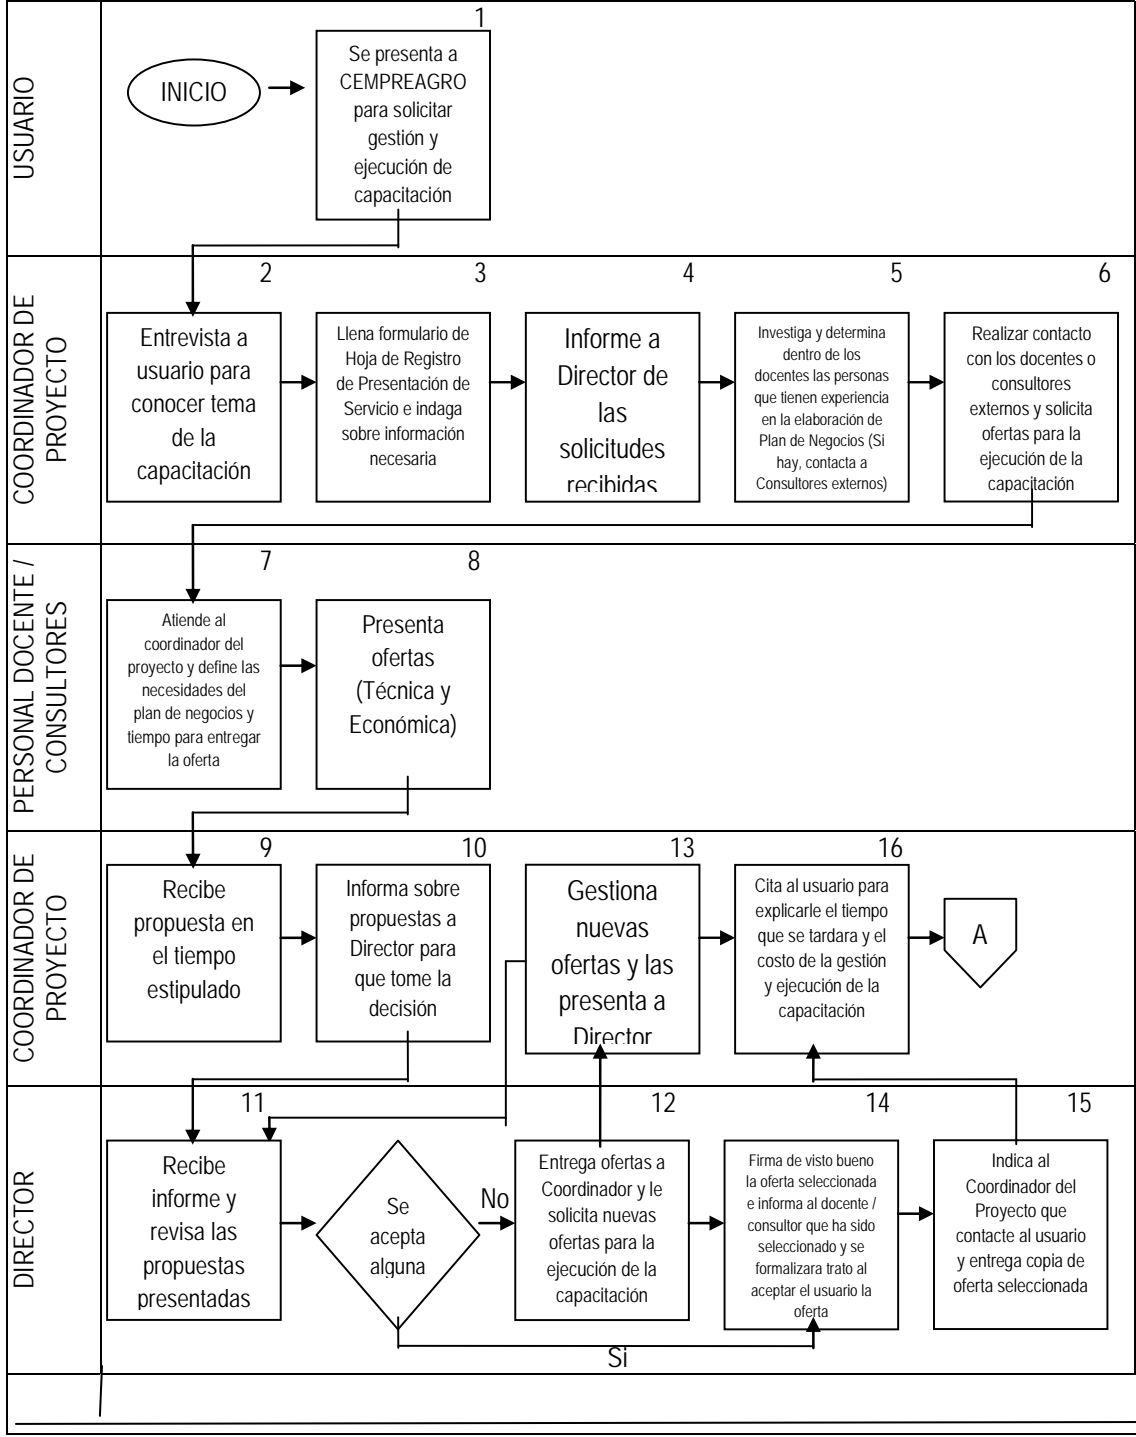 USUARIO
INICIO
1
Se presenta a
CEMPREAGRO
para solicitar
gestión y
ejecución de
capacitación
COORDINADOR DE
PROYECTO
2
Entrevista a
usuario para
conocer tema
de la
capacitación
3
Llena formulario de
Hoja de Registro
de Presentación de
Servicio e indaga
sobre información
necesaria
4
Informe a
Director de
las
solicitudes
recibidas
5
Investiga y determina
dentro de los
docentes las personas
que tienen experiencia
en la elaboración de
Plan de Negocios (Si
hay, contacta a
Consultores externos)
6
Realizar contacto
con los docentes o
consultores
externos y solicita
ofertas para la
ejecución de la
capacitación
PERSONAL DOCENTE /
CONSULTORES
7
Atiende al
coordinador del
proyecto y define las
necesidades del
plan de negocios y
tiempo para entregar
la oferta
8
Presenta
ofertas
(Técnica y
Económica)
COORDINADOR DE
PROYECTO
9
Recibe
propuesta en
el tiempo
estipulado
10
Informa sobre
propuestas a
Director para
que tome la
decisión
13
Gestiona
nuevas
ofertas y las
presenta a
Director
16
Cita al usuario para
explicarle el tiempo
que se tardara y el
costo de la gestión
y ejecución de la
capacitación
A
DIRECTOR
11
Recibe
informe y
revisa las
propuestas
presentadas
Se
acepta
alguna
No
Si
12
Entrega ofertas a
Coordinador y le
solicita nuevas
ofertas para la
ejecución de la
capacitación
14
Firma de visto bueno
la oferta seleccionada
e informa al docente /
consultor que ha sido
seleccionado y se
formalizara trato al
aceptar el usuario la
oferta
15
Indica al
Coordinador del
Proyecto que
contacte al usuario
y entrega copia de
oferta seleccionada